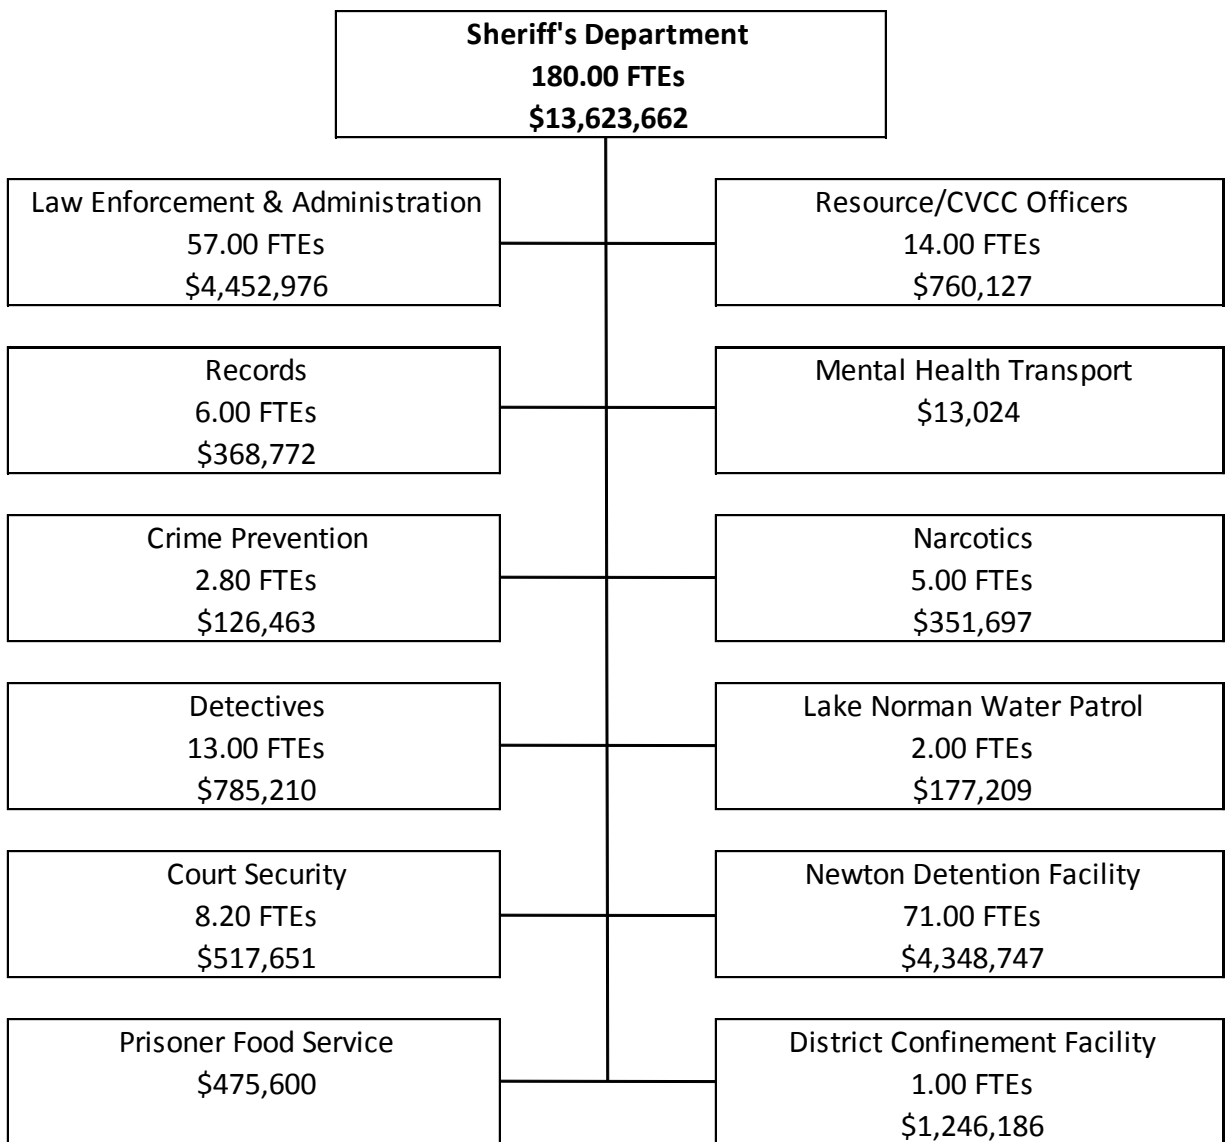 Sheriff's Department
180.00 FTEs
$13,623,662
Law Enforcement & Administration
57.00 FTEs
$4,452,976
Resource/CVCC Officers
14.00 FTEs
$760,127
Records
6.00 FTEs
$368,772
Mental Health Transport
$13,024
Crime Prevention
2.80 FTEs
$126,463
Narcotics
5.00 FTEs
$351,697
Detectives
13.00 FTEs
$785,210
Lake Norman Water Patrol
2.00 FTEs
$177,209
Court Security
8.20 FTEs
$517,651
Newton Detention Facility
71.00 FTEs
$4,348,747
Prisoner Food Service
$475,600
District Confinement Facility
1.00 FTEs
$1,246,186